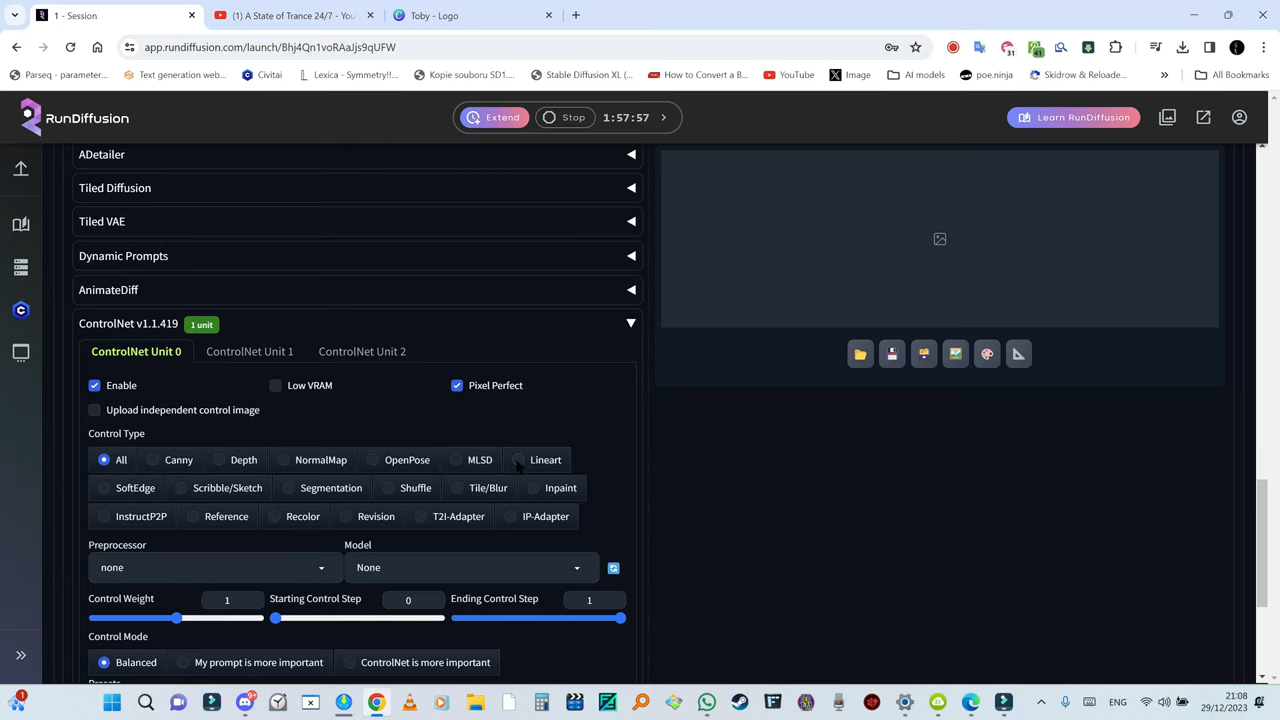 1 - Session
(1) A State of Trance 24/7 - You
Toby - Logo
app.rundiffusion.com/launch/Bhj4Qn1voRAaJjs9qUFW
31
41
Parseq - parameter...
Text generation web...
Civitai
Lexica - Symmetry!!...
Kopie souboru SD1....
Stable Diffusion XL (...
How to Convert a B...
YouTube
Image
AI models
poe.ninja
Skidrow & Reloade...
All Bookmarks
RunDiffusion
Extend
Stop
1:57:57
Learn RunDiffusion
ADetailer
Tiled Diffusion
Tiled VAE
Dynamic Prompts
AnimateDiff
ControlNet v1.1.419 1 unit
ControlNet Unit 0 ControlNet Unit 1 ControlNet Unit 2
Enable Low VRAM Pixel Perfect
Upload independent control image
Control Type
All Canny Depth NormalMap OpenPose MLSD Lineart
SoftEdge Scribble/Sketch Segmentation Shuffle Tile/Blur Inpaint
InstructP2P Reference Recolor Revision T2I-Adapter IP-Adapter
Preprocessor Model
none None
Control Weight 1 Starting Control Step 0 Ending Control Step 1
Control Mode
Balanced My prompt is more important ControlNet is more important
ENG
21:08
29/12/2023